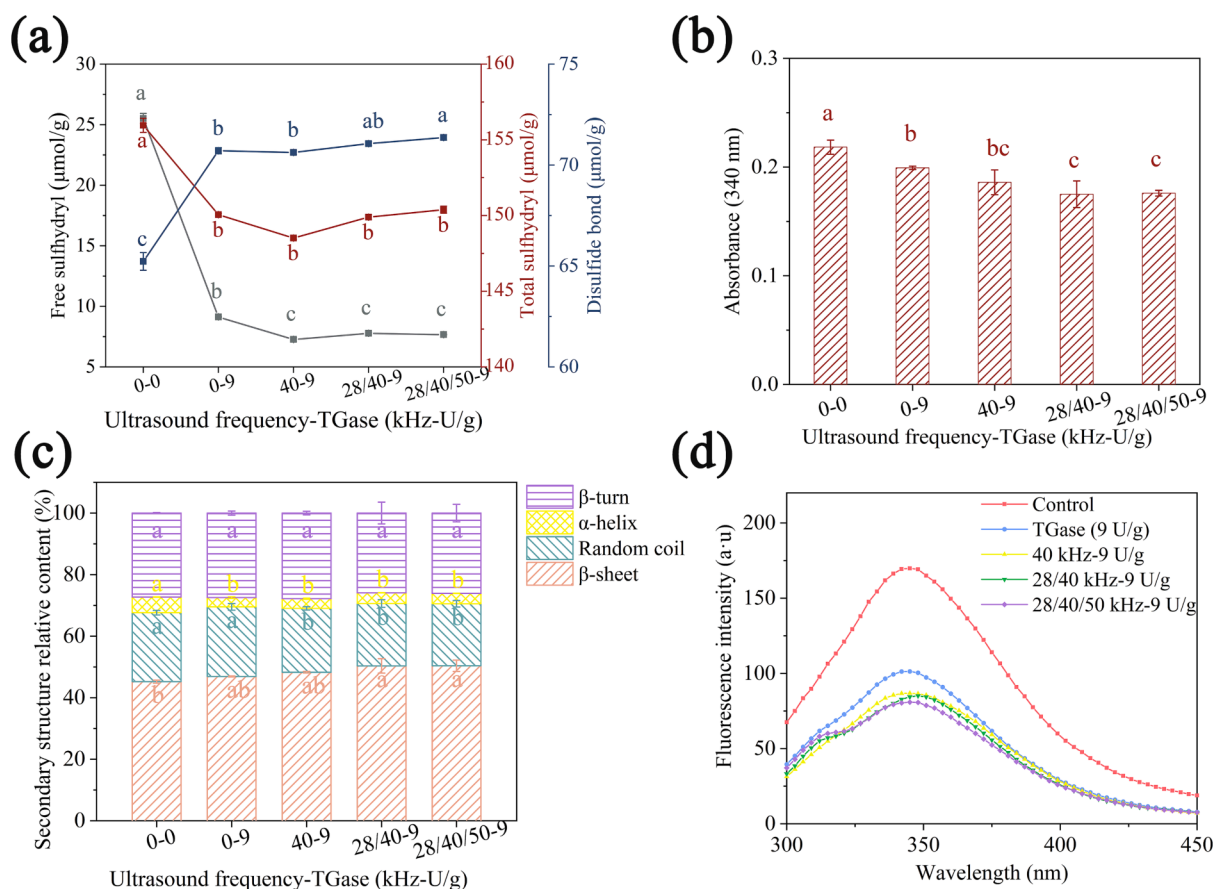 (a)
30
25
20
15
10
5
Free sulfhydryl (μmol/g)
160
155
150
145
140
Total sulfhydryl (μmol/g)
75
70
65
60
Disulfide bond (μmol/g)
a
a
c
b
b
b
b
b
c
ab
b
c
a
b
c
0-0
0-9
40-9
28/40-9
28/40/50-9
Ultrasound frequency-TGase (kHz-U/g)
(b)
0.3
0.2
0.1
0.0
Absorbance (340 nm)
a
b
bc
c
c
0-0
0-9
40-9
28/40-9
28/40/50-9
Ultrasound frequency-TGase (kHz-U/g)
(c)
100
80
60
40
20
0
Secondary structure relative content (%)
a
a
a
a
a
a
b
b
b
b
a
a
b
b
b
b
ab
ab
a
a
β-turn
α-helix
Random coil
β-sheet
0-0
0-9
40-9
28/40-9
28/40/50-9
Ultrasound frequency-TGase (kHz-U/g)
(d)
200
150
100
50
0
Fluorescence intensity (a·u)
Control
TGase (9 U/g)
40 kHz-9 U/g
28/40 kHz-9 U/g
28/40/50 kHz-9 U/g
300
350
400
450
Wavelength (nm)